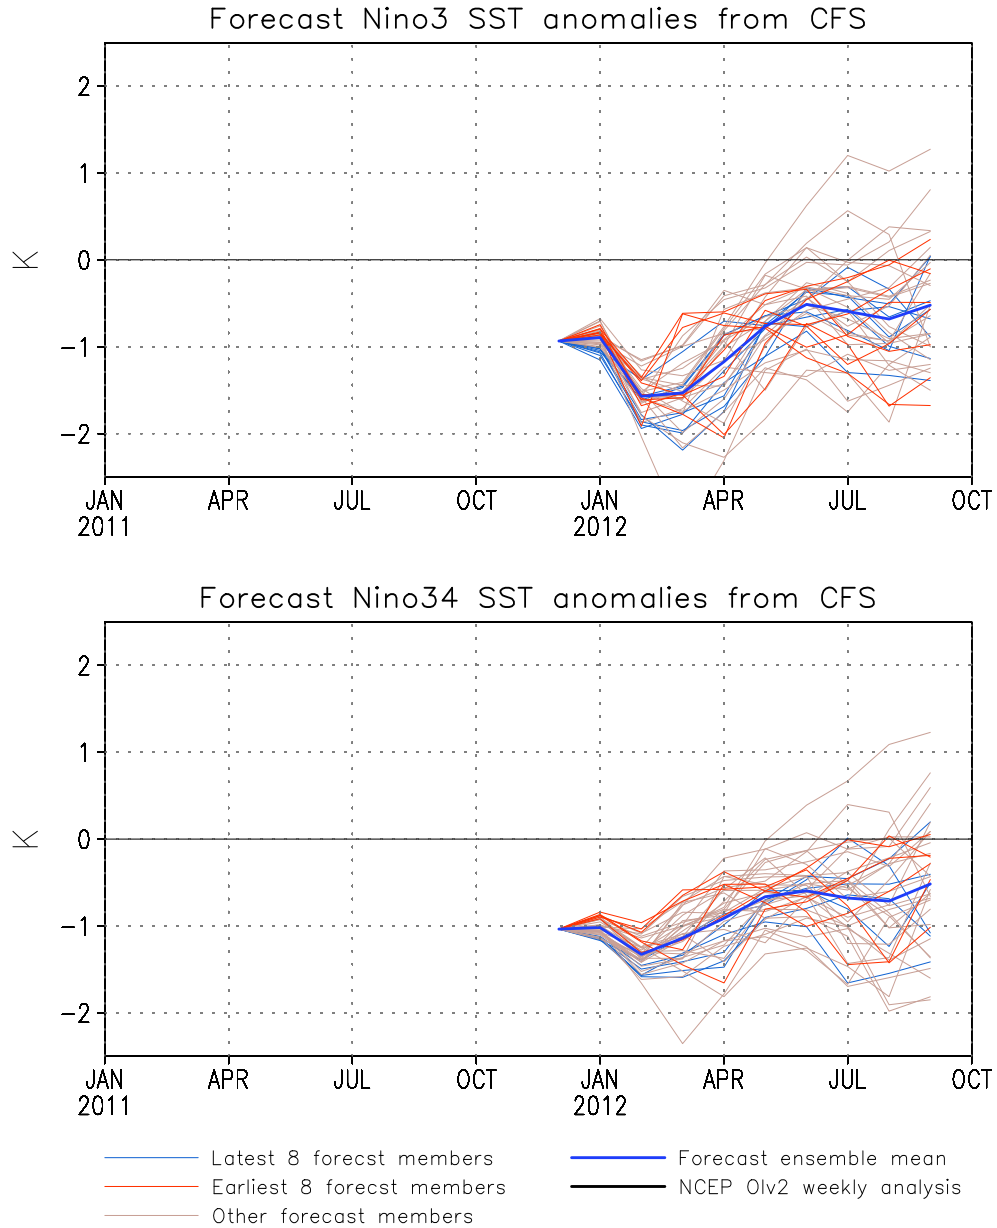 Forecast Nino3 SST anomalies from CFS
K
2
1
0
−1
−2
JAN APR JUL OCT JAN APR JUL OCT
2011 2012
Forecast Nino34 SST anomalies from CFS
K
2
1
0
−1
−2
JAN APR JUL OCT JAN APR JUL OCT
2011 2012
Latest 8 forecst members Forecast ensemble mean
Earliest 8 forecst members NCEP OIv2 weekly analysis
Other forecast members